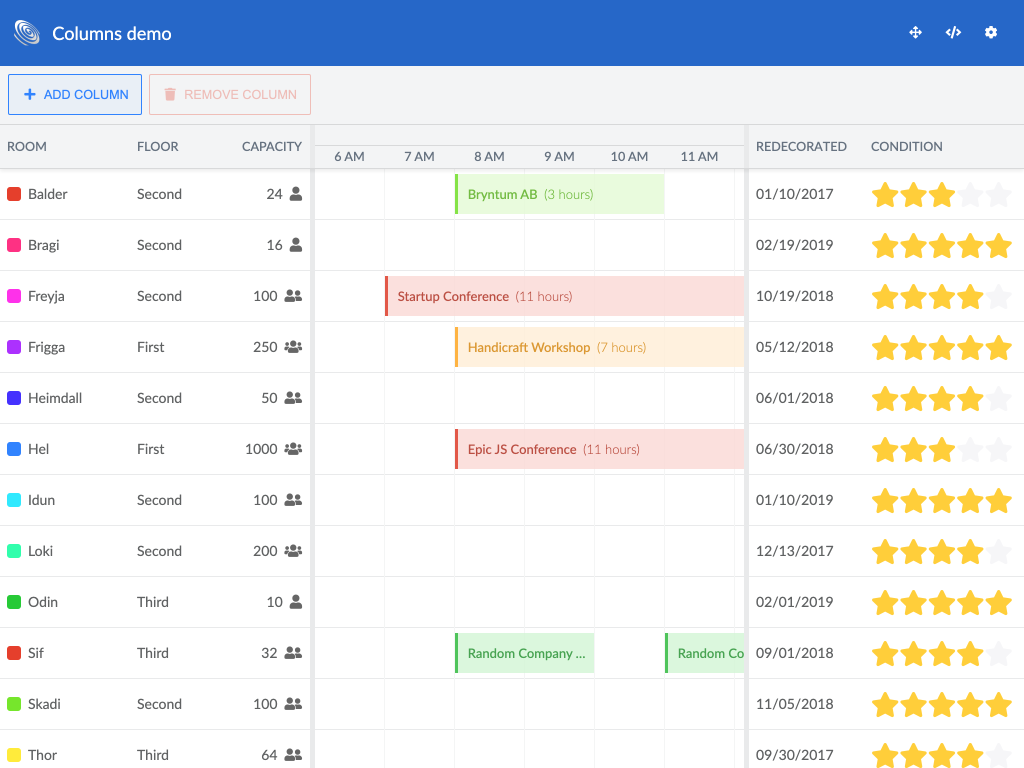 Columns demo
ADD COLUMN REMOVE COLUMN
ROOM FLOOR CAPACITY 6 AM 7 AM 8 AM 9 AM 10 AM 11 AM REDECORATED CONDITION
Balder Second 24 Bryntum AB (3 hours) 01/10/2017
Bragi Second 16 02/19/2019
Freyja Second 100 Startup Conference (11 hours) 10/19/2018
Frigga First 250 Handicraft Workshop (7 hours) 05/12/2018
Heimdall Second 50 06/01/2018
Hel First 1000 Epic JS Conference (11 hours) 06/30/2018
Idun Second 100 01/10/2019
Loki Second 200 12/13/2017
Odin Third 10 02/01/2019
Sif Third 32 Random Company ... Random Co 09/01/2018
Skadi Second 100 11/05/2018
Thor Third 64 09/30/2017